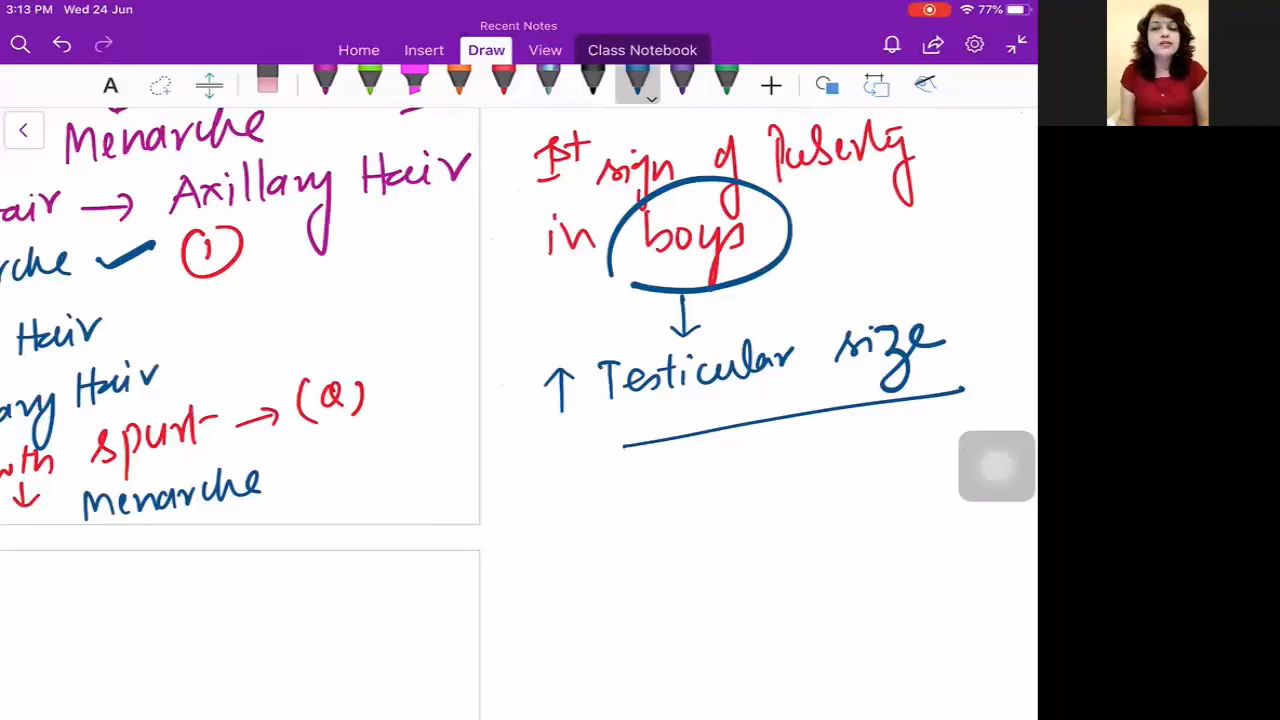 3:13 PM Wed 24 Jun
77%
Recent Notes
Home Insert Draw View Class Notebook
A
Menarche
air → Axillary Hair
rche ✓ 1
Hair
ary Hair
wth spurt → (Q)
↓ Menarche
1st sign of Puberty
in boys
↓
↑ Testicular size